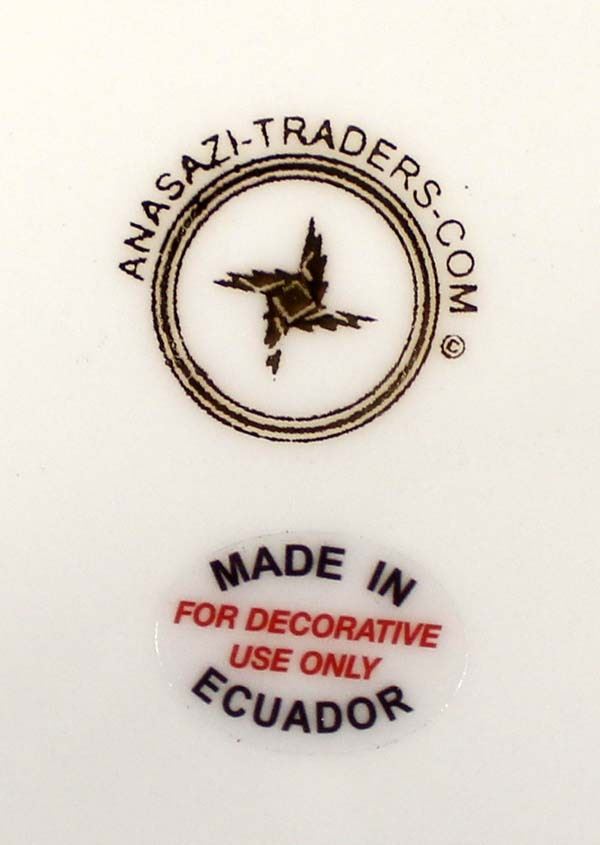 ANASAZI-TRADERS-COM ©
MADE IN
FOR DECORATIVE
USE ONLY
ECUADOR